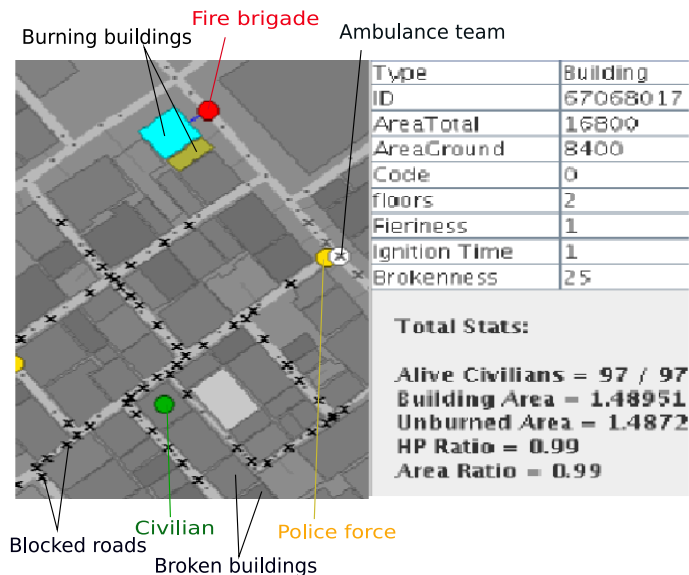 Fire brigade
Burning buildings
Ambulance team
Type Building
ID 67068017
AreaTotal 16800
AreaGround 8400
Code 0
floors 2
Fieriness 1
Ignition Time 1
Brokenness 25
Total Stats:
Alive Civilians = 97 / 97
Building Area = 1.48951
Unburned Area = 1.4872
HP Ratio = 0.99
Area Ratio = 0.99
Civilian
Police force
Blocked roads
Broken buildings